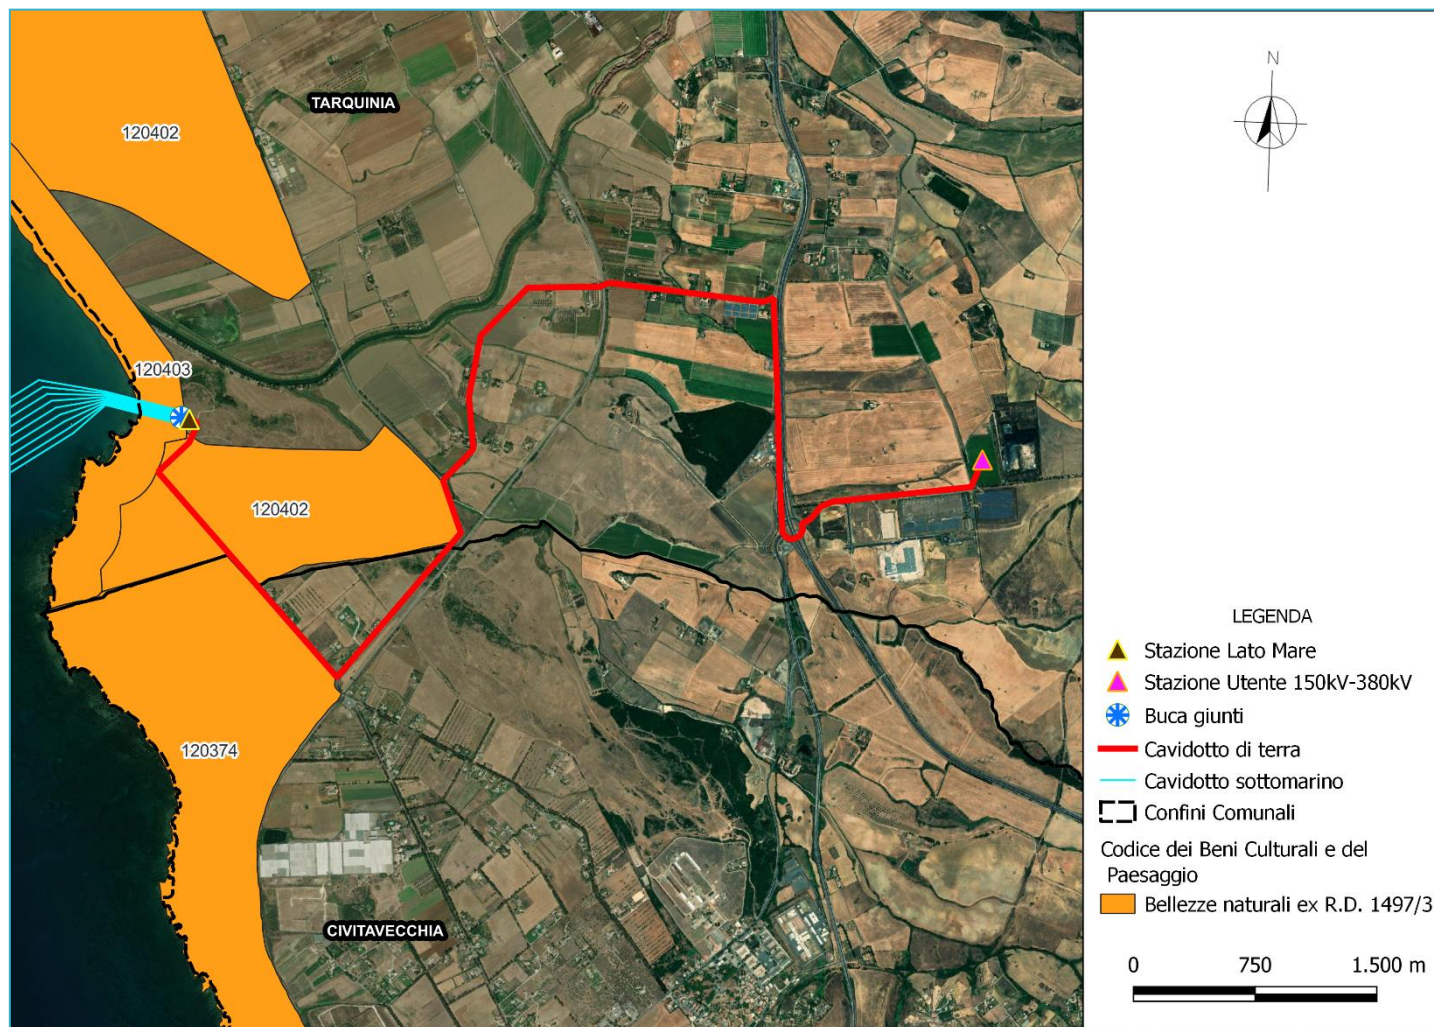 TARQUINIA
120402
120403
120402
120374
CIVITAVECCHIA
N
LEGENDA
Stazione Lato Mare
Stazione Utente 150kV-380kV
Buca giunti
Cavidotto di terra
Cavidotto sottomarino
Confini Comunali
Codice dei Beni Culturali e del
Paesaggio
Bellezze naturali ex R.D. 1497/3
0 750 1.500 m